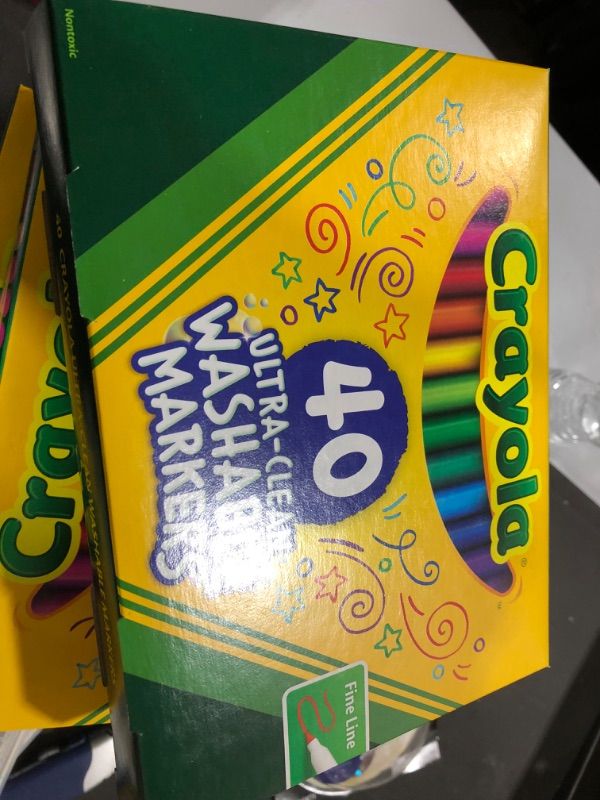 Crayola®
40
ULTRA-CLEAN
WASHABLE
MARKERS
Fine Line
Nontoxic
Crayola